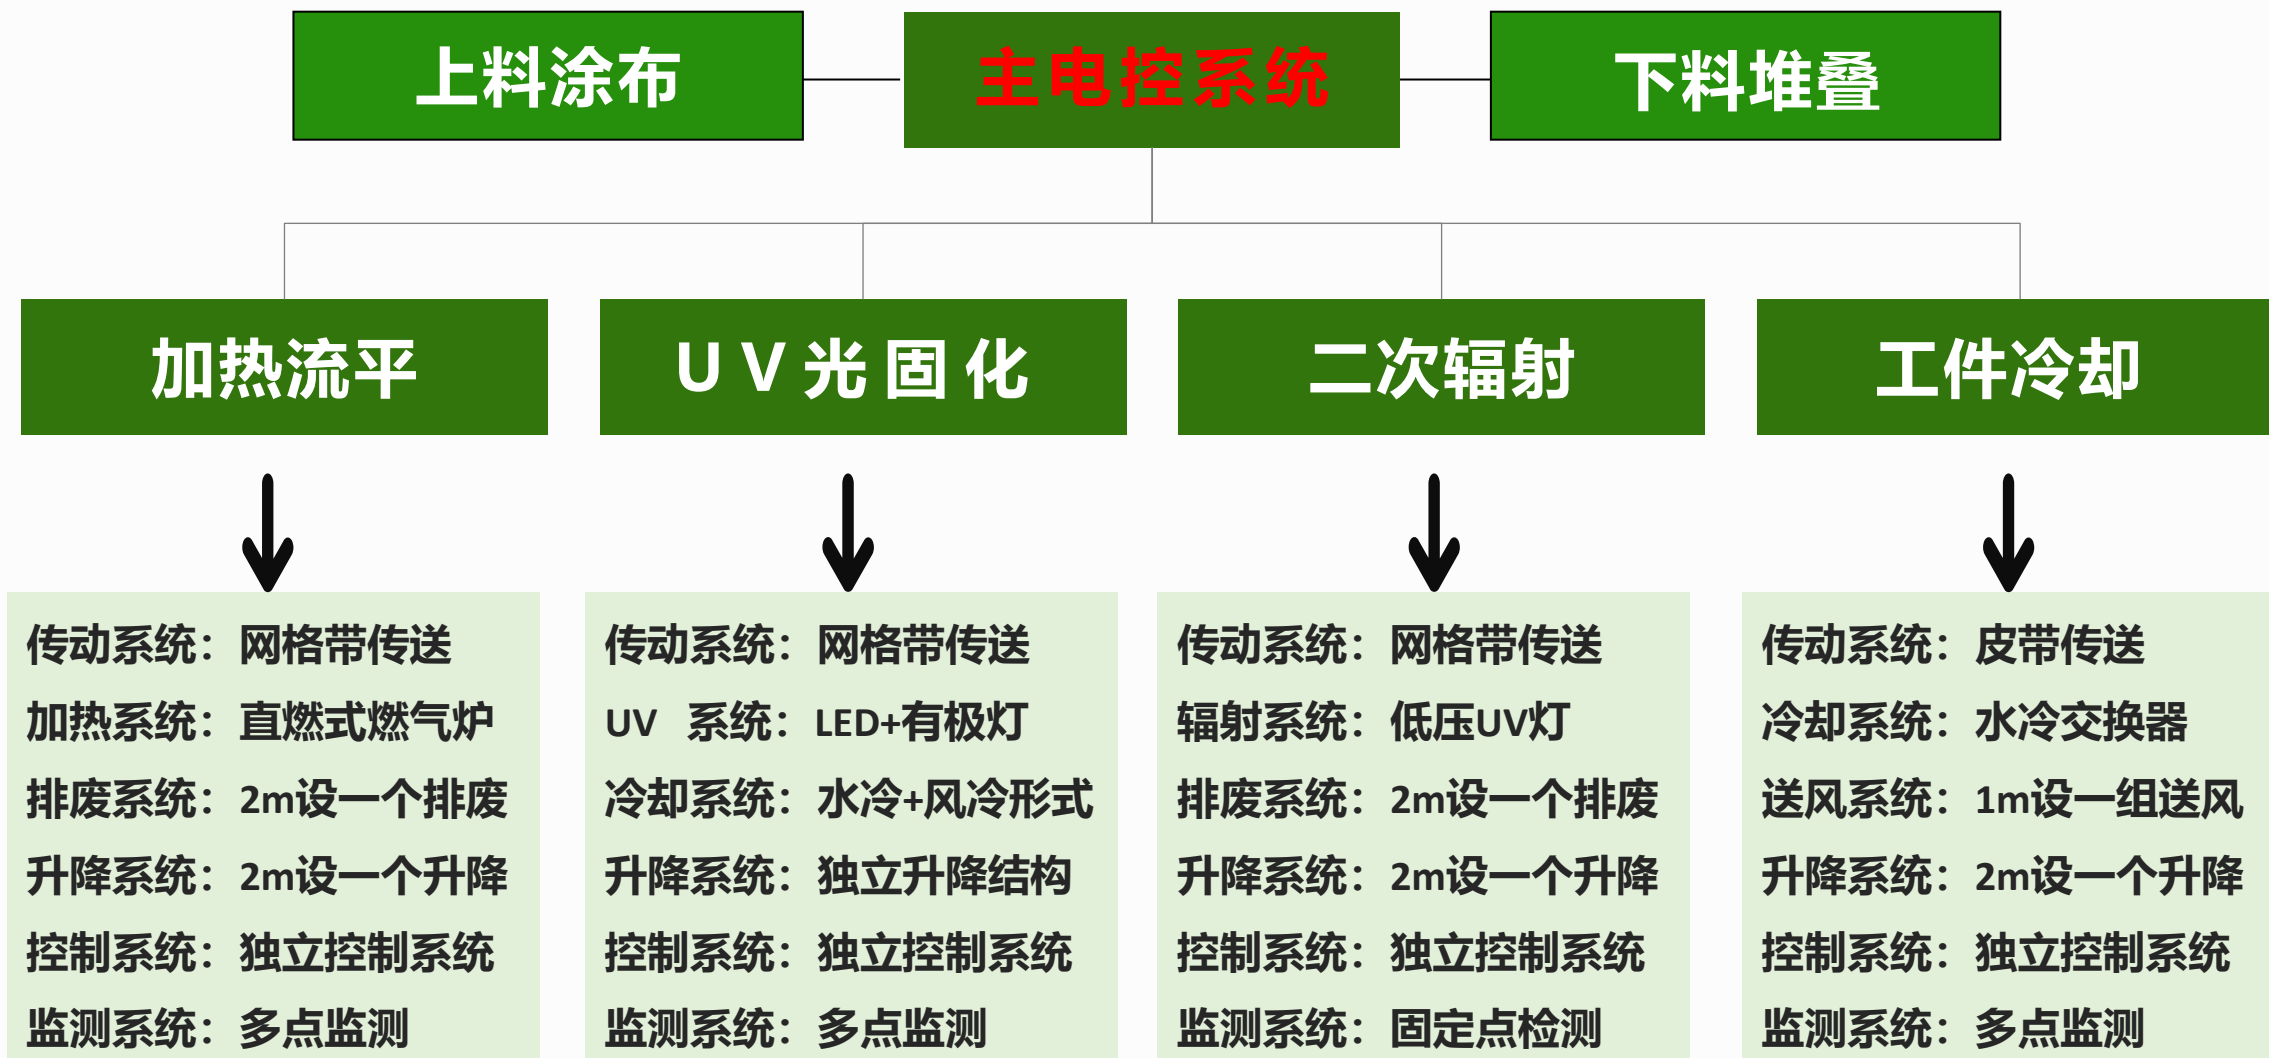 上料涂布
主电控系统
下料堆叠
加热流平
UV光固化
二次辐射
工件冷却
传动系统：网格带传送
加热系统：直燃式燃气炉
排废系统：2m设一个排废
升降系统：2m设一个升降
控制系统：独立控制系统
监测系统：多点监测
传动系统：网格带传送
UV 系统：LED+有极灯
冷却系统：水冷+风冷形式
升降系统：独立升降结构
控制系统：独立控制系统
监测系统：多点监测
传动系统：网格带传送
辐射系统：低压UV灯
排废系统：2m设一个排废
升降系统：2m设一个升降
控制系统：独立控制系统
监测系统：固定点检测
传动系统：皮带传送
冷却系统：水冷交换器
送风系统：1m设一组送风
升降系统：2m设一个升降
控制系统：独立控制系统
监测系统：多点监测